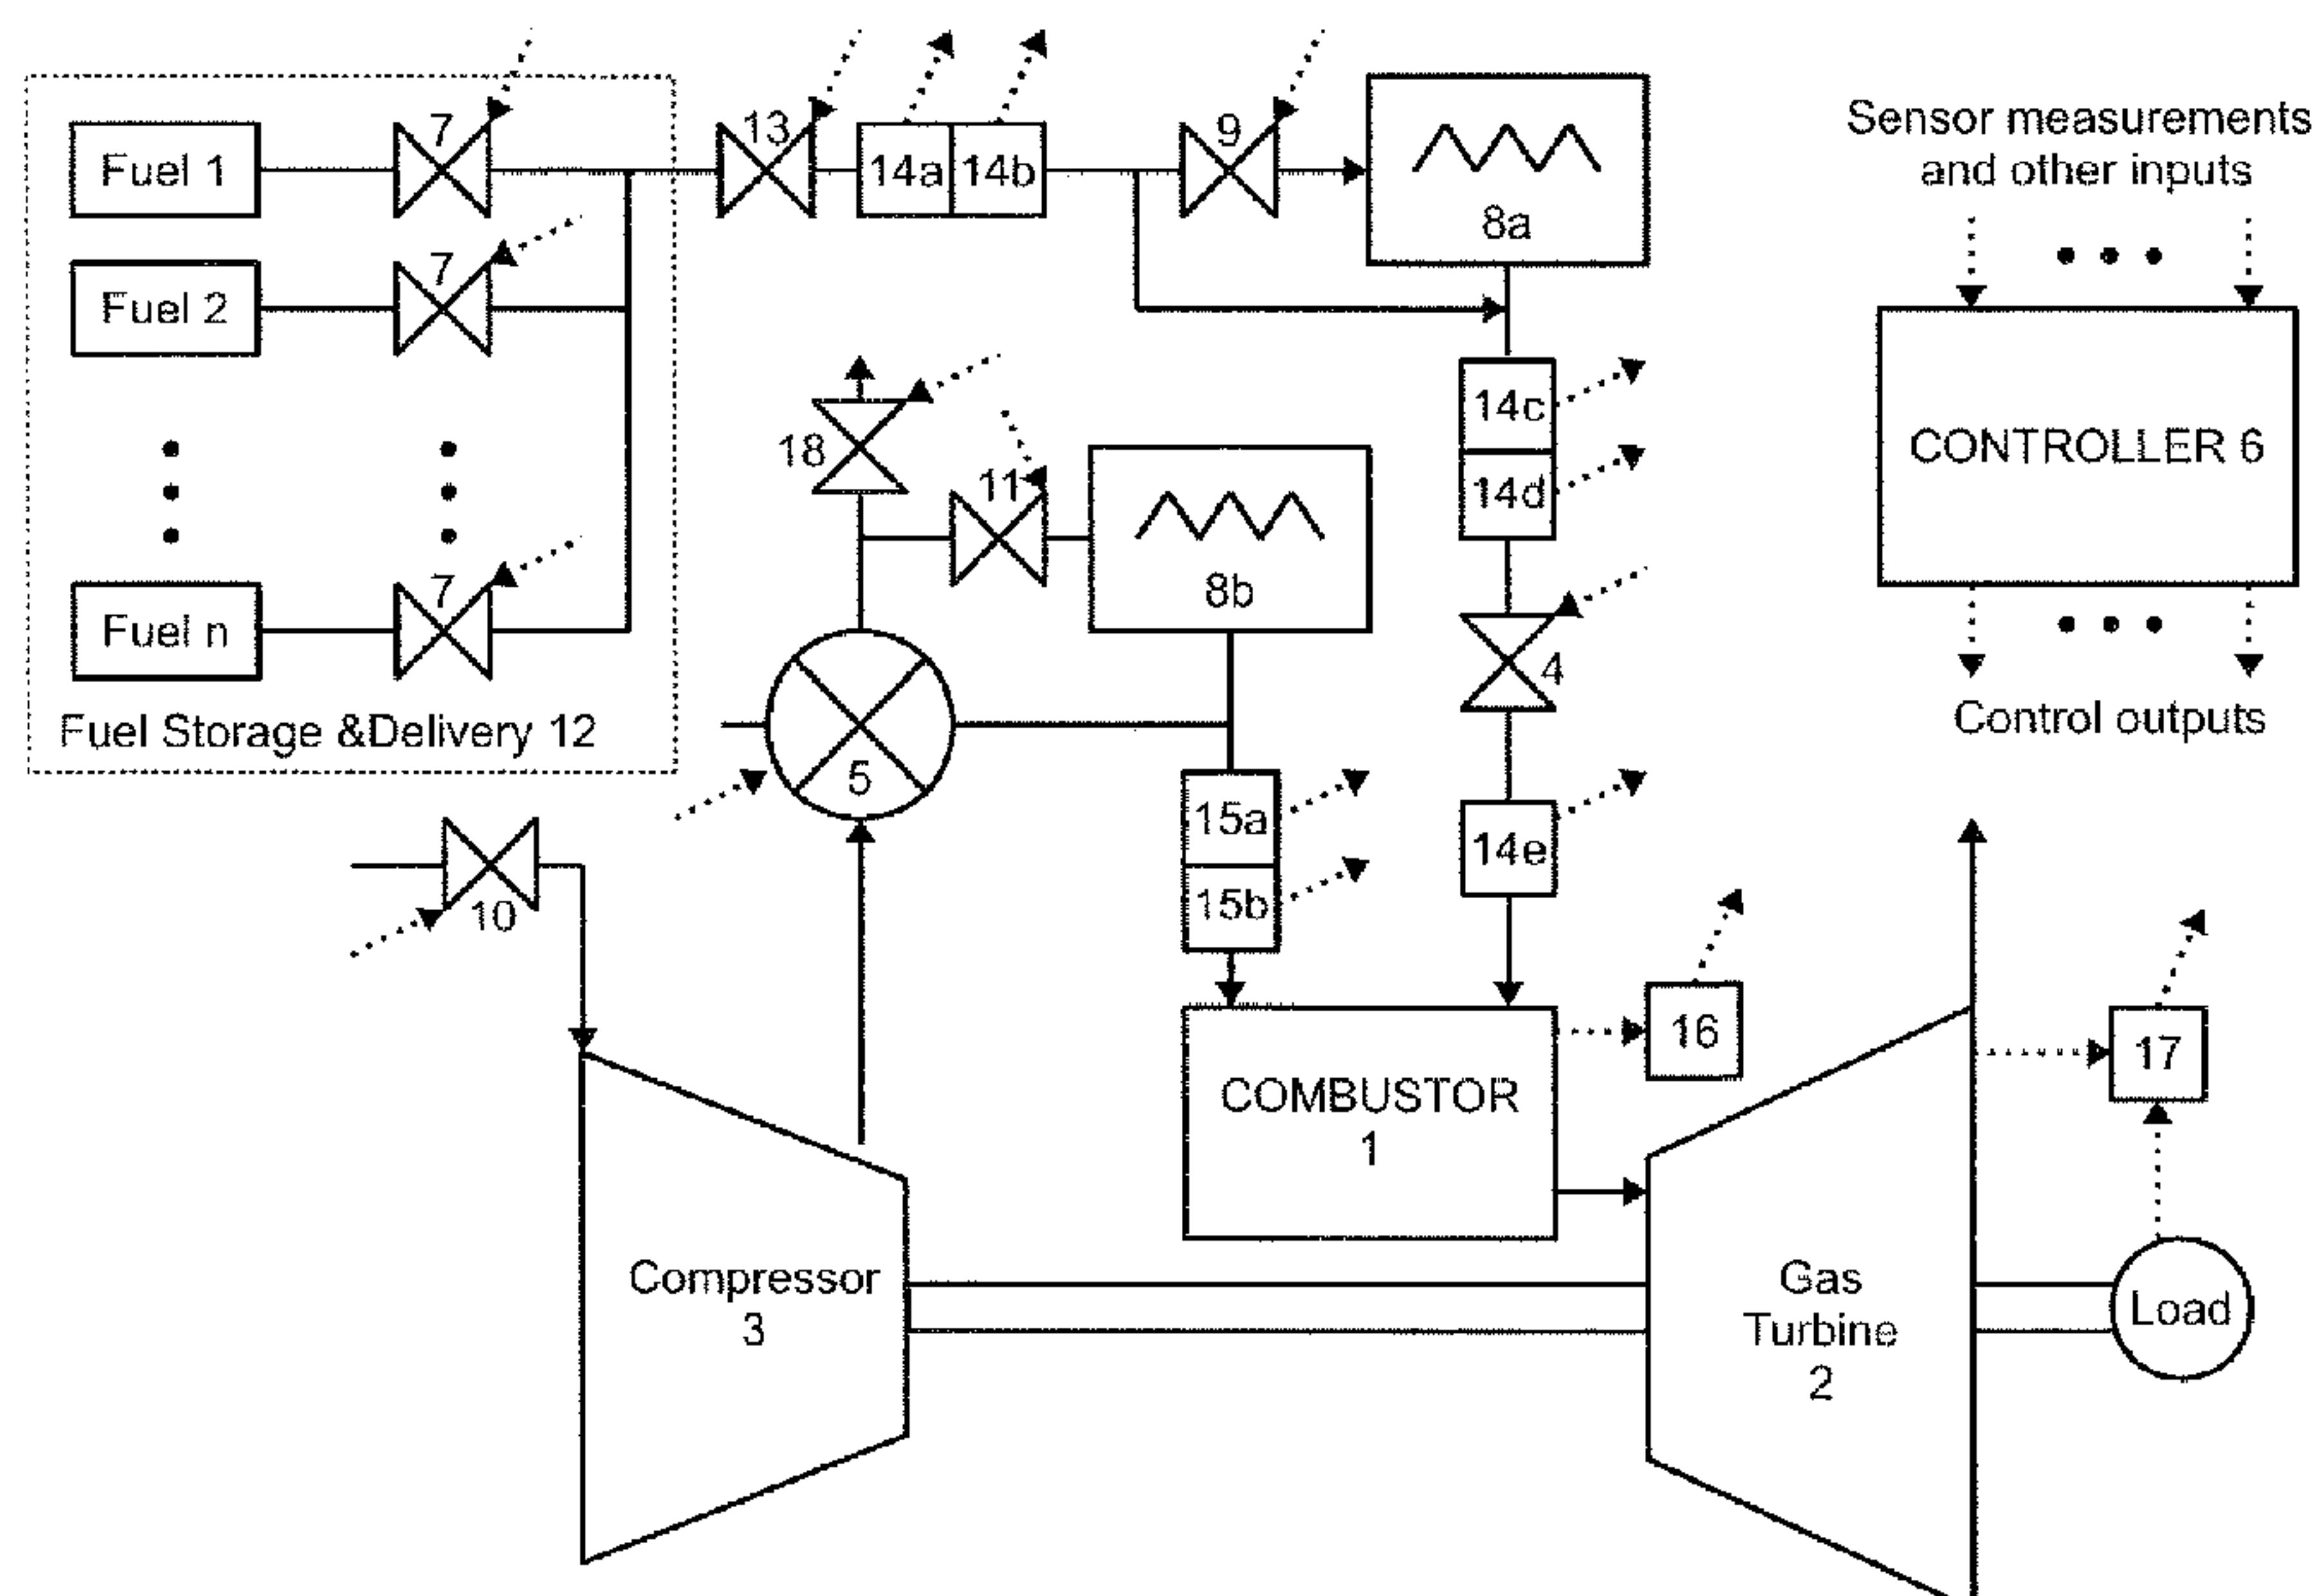 7
13
9
Fuel 1
14a
14b
8a
Sensor measurements
and other inputs
7
Fuel 2
14c
14d
CONTROLLER 6
18
11
8b
7
Fuel n
4
Fuel Storage &Delivery 12
5
Control outputs
15a
15b
14e
10
16
17
COMBUSTOR
1
Compressor
3
Gas
Turbine
2
Load